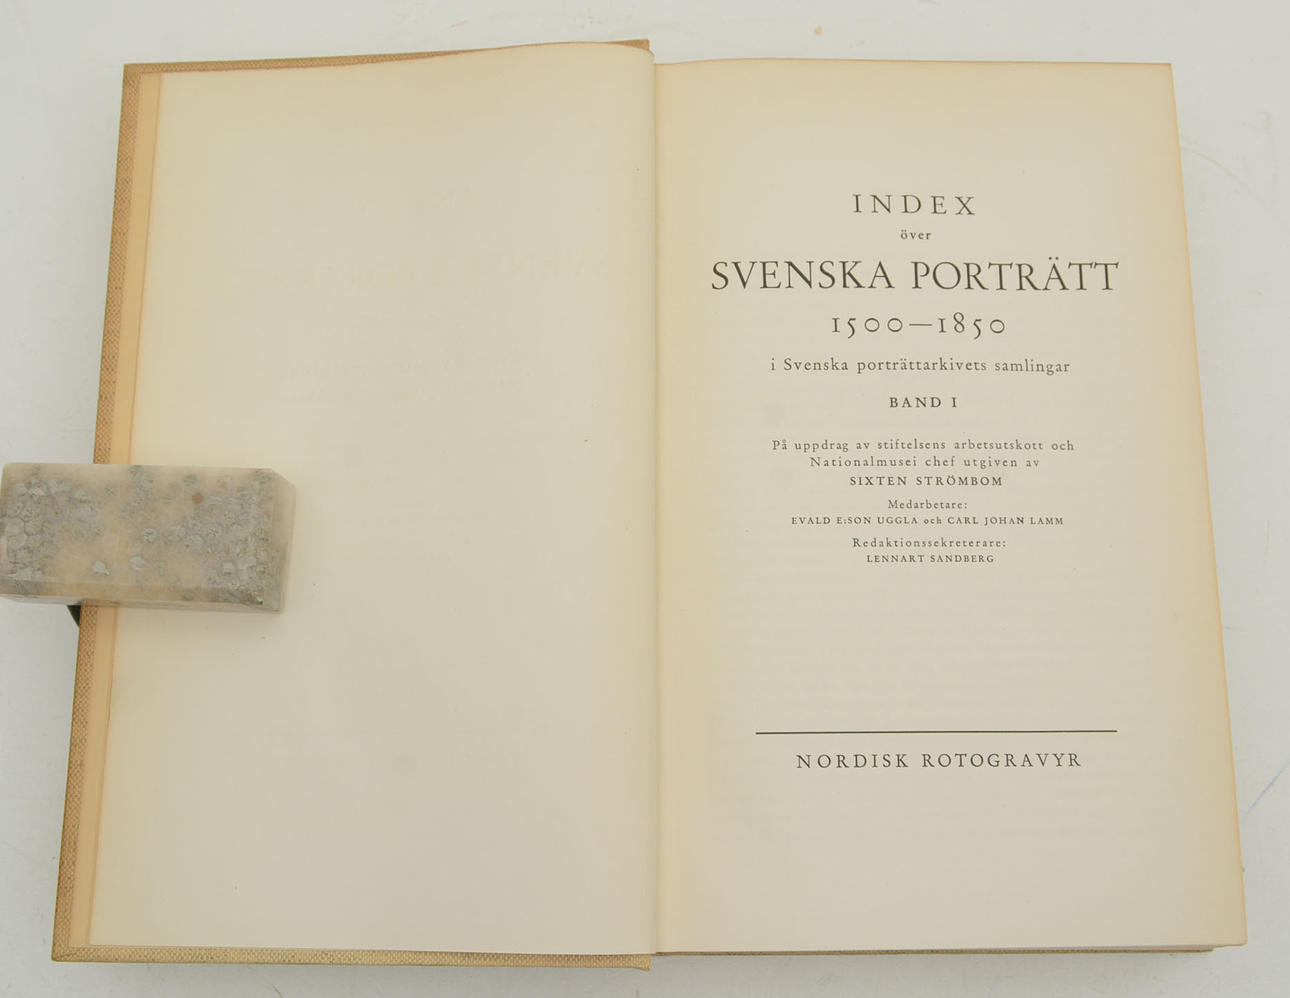 INDEX
över
SVENSKA PORTRÄTT
1500—1850
i Svenska porträttarkivets samlingar
BAND I
På uppdrag av stiftelsens arbetsutskott och
Nationalmusei chef utgiven av
SIXTEN STRÖMBOM
Medarbetare:
EVALD E:SON UGGLA och CARL JOHAN LAMM
Redaktionssekreterare:
LENNART SANDBERG
NORDISK ROTOGRAVYR